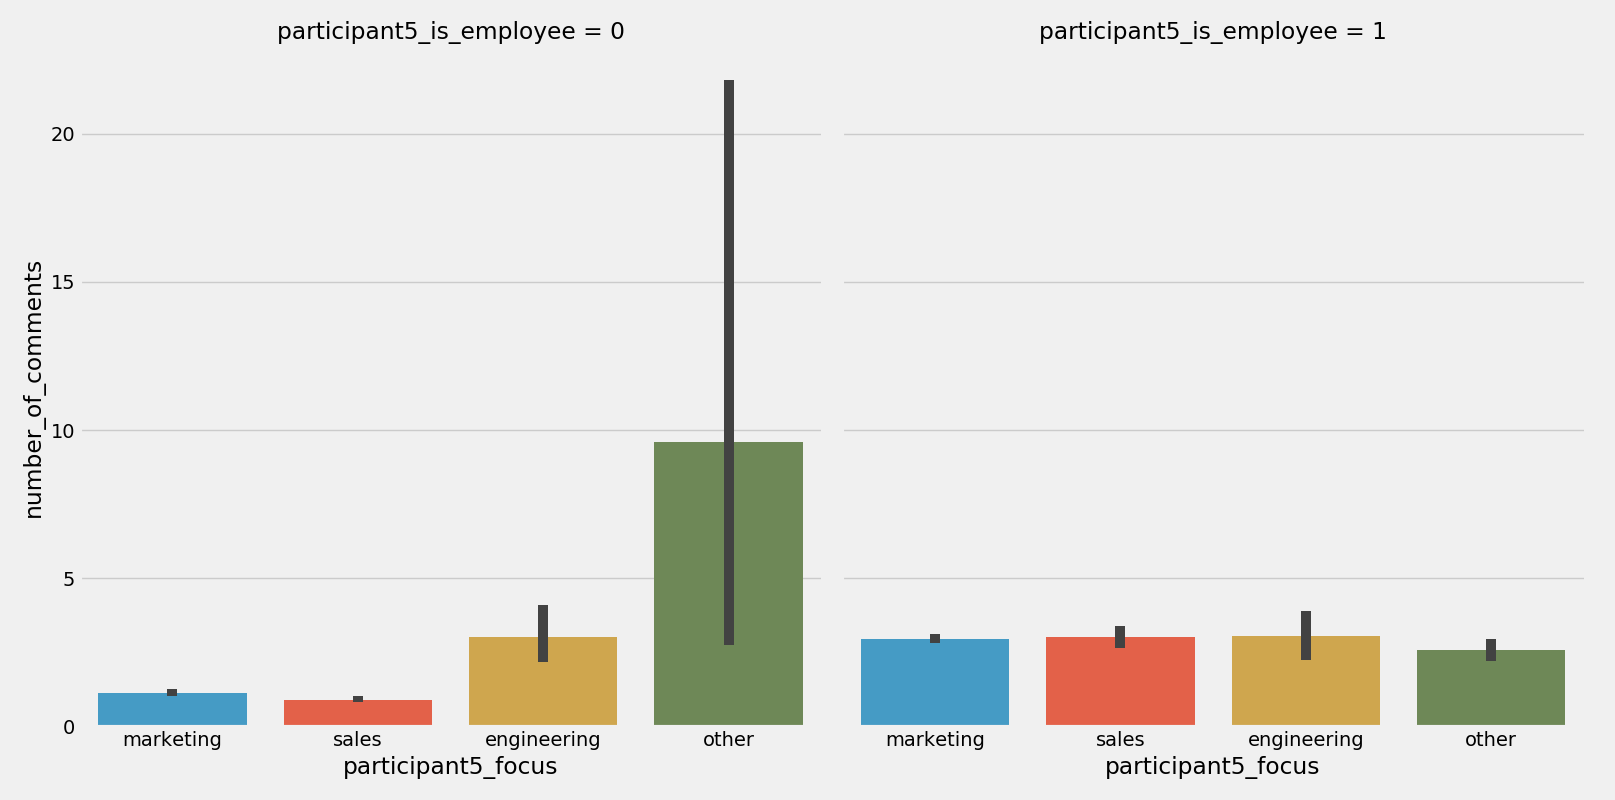 participant5_is_employee = 0
participant5_is_employee = 1
number_of_comments
20
15
10
5
0
marketing sales engineering other
marketing sales engineering other
participant5_focus
participant5_focus